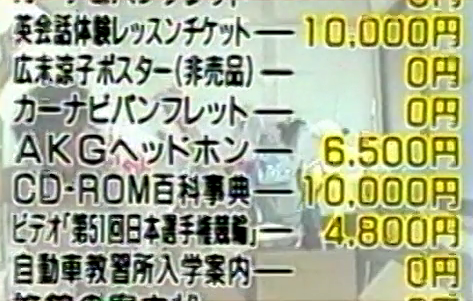 英会話体験レッスンチケット― 10,000円
広末涼子ポスター(非売品)― 0円
カーナビパンフレット― 0円
AKGヘッドホン― 6,500円
CD-ROM百科事典― 10,000円
ビデオ「第51回日本選手権競輪」― 4,800円
自動車教習所入学案内― 0円